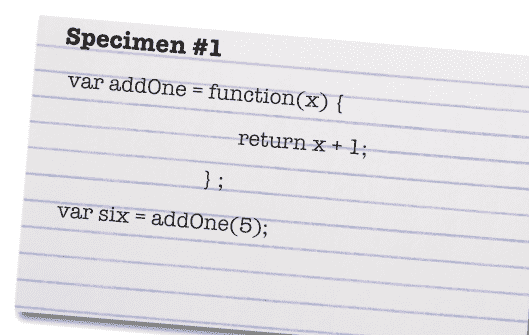 Specimen #1
var addOne = function(x) {
return x + 1;
} ;
var six = addOne(5);